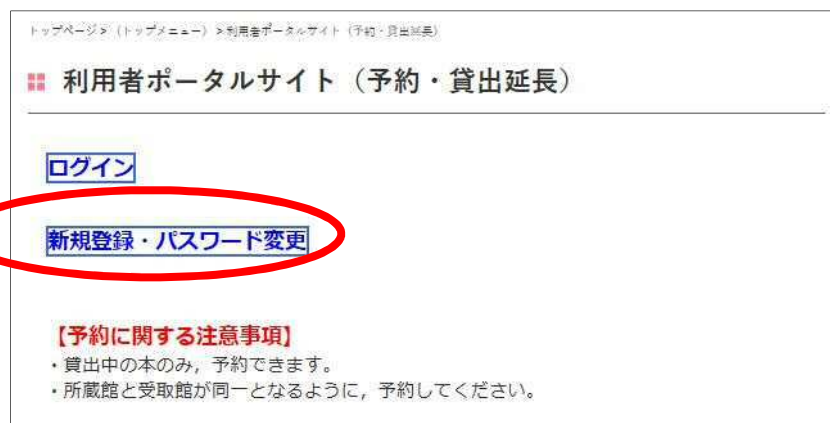 トップページ > （トップメニュー） > 利用者ポータルサイト（予約・貸出延長）
利用者ポータルサイト（予約・貸出延長）
ログイン
新規登録・パスワード変更
【予約に関する注意事項】
・貸出中の本のみ，予約できます。
・所蔵館と受取館が同一となるように，予約してください。